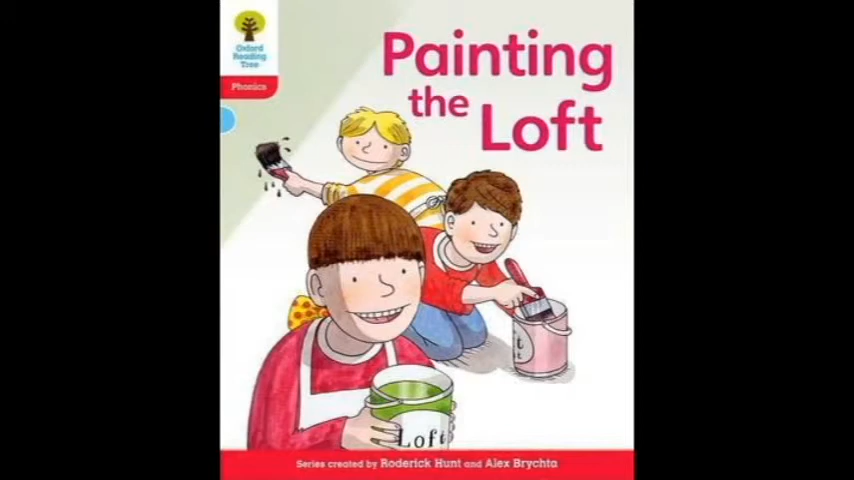 Oxford
Reading
Tree
Phonics
Painting
the
Loft
Loft
Series created by Roderick Hunt and Alex Brychta